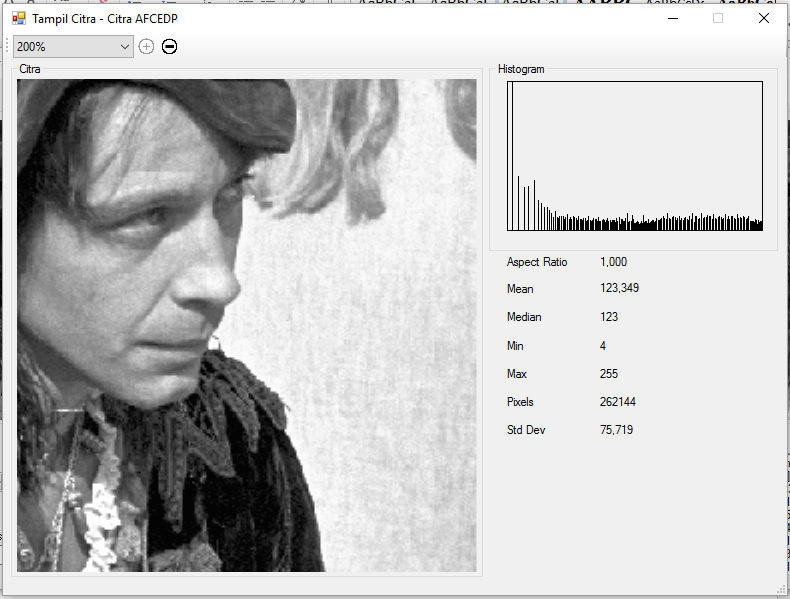 Tampil Citra - Citra AFCEDP
200%
Citra
Histogram
Aspect Ratio 1,000
Mean 123,349
Median 123
Min 4
Max 255
Pixels 262144
Std Dev 75,719